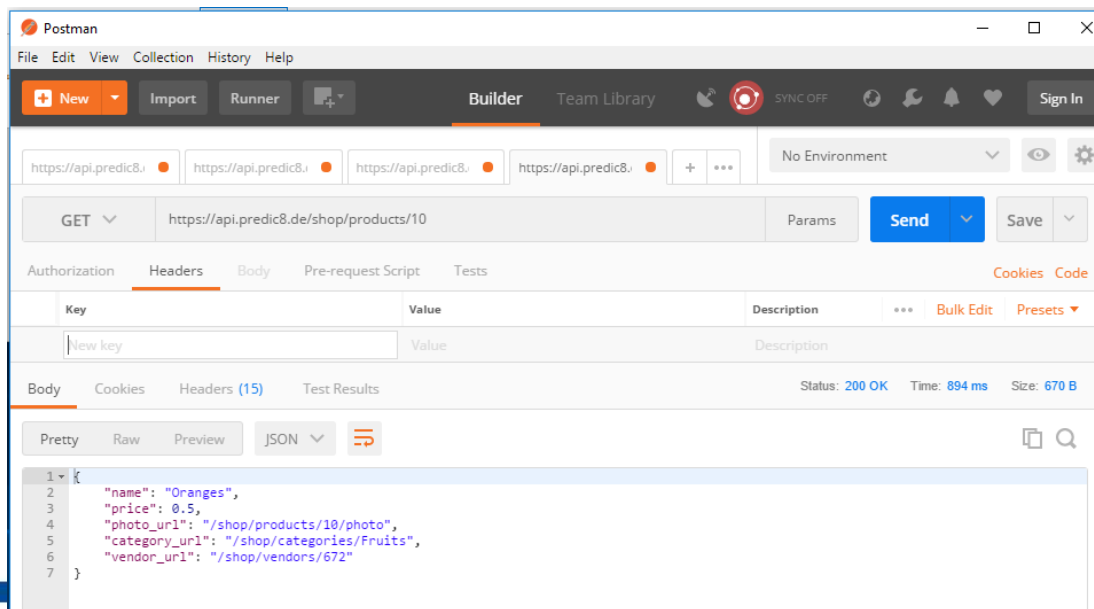 Postman
File Edit View Collection History Help
New Import Runner Builder Team Library SYNC OFF Sign In
https://api.predic8. https://api.predic8. https://api.predic8. https://api.predic8. + ••• No Environment
GET https://api.predic8.de/shop/products/10 Params Send Save
Authorization Headers Body Pre-request Script Tests Cookies Code
Key Value Description ••• Bulk Edit Presets
New key Value Description
Body Cookies Headers (15) Test Results Status: 200 OK Time: 894 ms Size: 670 B
Pretty Raw Preview JSON
1 {
2 "name": "Oranges",
3 "price": 0.5,
4 "photo_url": "/shop/products/10/photo",
5 "category_url": "/shop/categories/Fruits",
6 "vendor_url": "/shop/vendors/672"
7 }